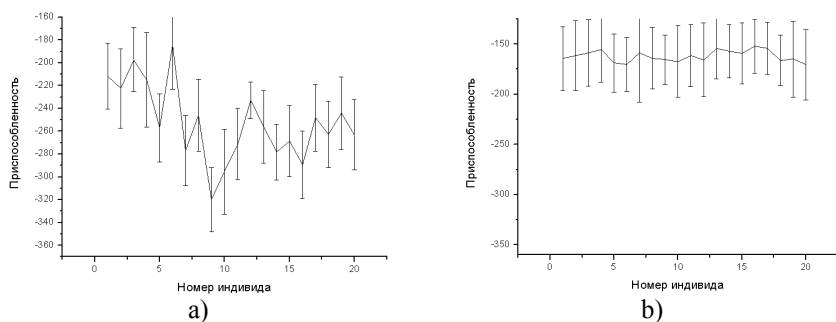 -160
-180
-200
-220
-240
-260
-280
-300
-320
-340
-360
0 5 10 15 20
Приспособленность
Номер индивида
a)
-150
-200
-250
-300
-350
0 5 10 15 20
Приспособленность
Номер индивида
b)